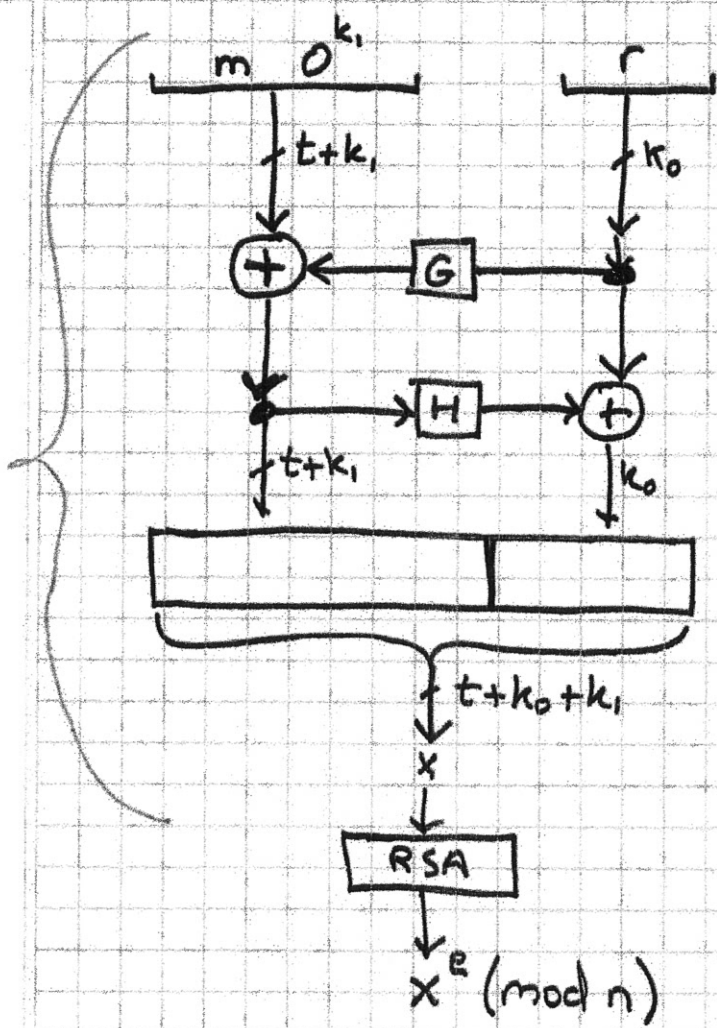 m 0^k₁ r
t+k₁ k₀
+ G
H +
t+k₁ k₀
t+k₀+k₁
x
RSA
x^e (mod n)